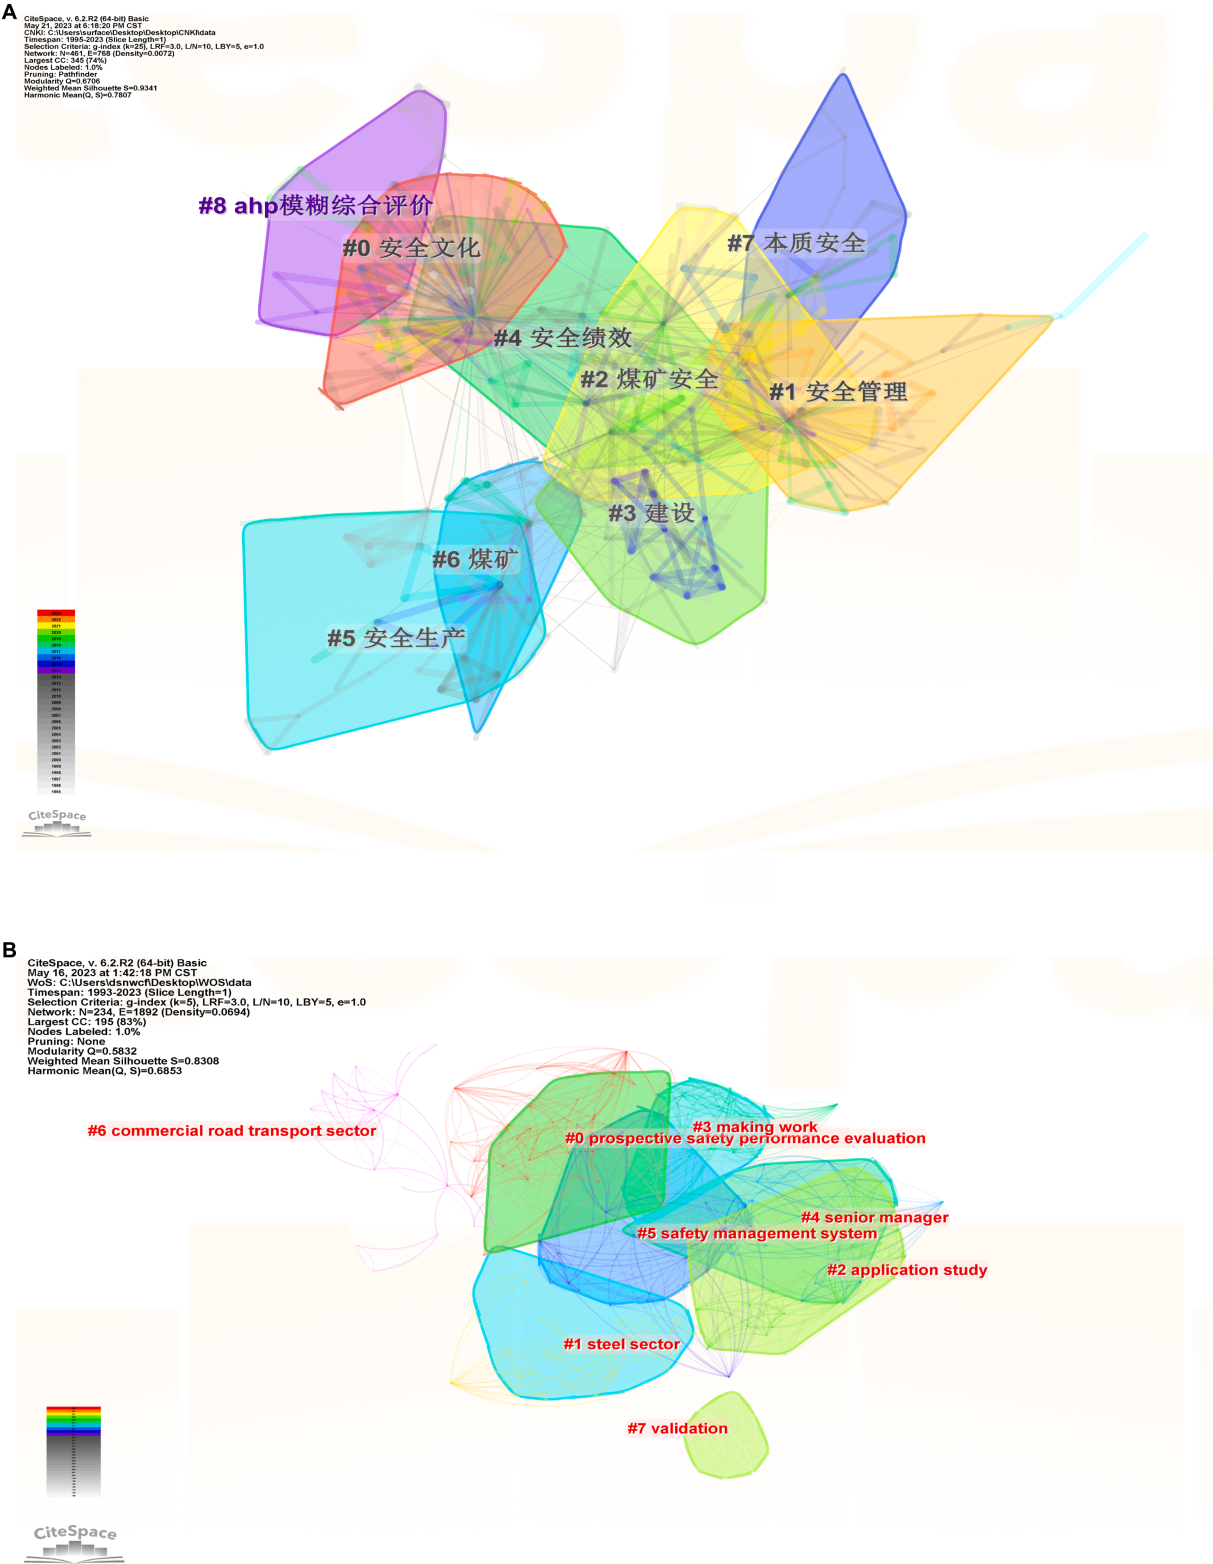 A
CiteSpace, v. 6.2.R2 (64-bit) Basic
May 21, 2023 at 6:18:20 PM CST
CNKI: C:\Users\surface\Desktop\Desktop\CNKI\data
Timespan: 1995-2023 (Slice Length=1)
Selection Criteria: g-index (k=25), LRF=3.0, L/N=10, LBY=5, e=1.0
Network: N=461, E=768 (Density=0.0072)
Largest CC: 345 (74%)
Nodes Labeled: 1.0%
Pruning: Pathfinder
Modularity Q=0.6706
Weighted Mean Silhouette S=0.9341
Harmonic Mean(Q, S)=0.7807
#8 ahp模糊综合评价
#0 安全文化
#7 本质安全
#4 安全绩效
#2 煤矿安全
#1 安全管理
#3 建设
#6 煤矿
#5 安全生产
CiteSpace
B
CiteSpace, v. 6.2.R2 (64-bit) Basic
May 16, 2023 at 1:42:18 PM CST
WoS: C:\Users\dsnwcf\Desktop\WOS\data
Timespan: 1993-2023 (Slice Length=1)
Selection Criteria: g-index (k=5), LRF=3.0, L/N=10, LBY=5, e=1.0
Network: N=234, E=1892 (Density=0.0694)
Largest CC: 195 (83%)
Nodes Labeled: 1.0%
Pruning: None
Modularity Q=0.5832
Weighted Mean Silhouette S=0.8308
Harmonic Mean(Q, S)=0.6853
#6 commercial road transport sector
#3 making work
#0 prospective safety performance evaluation
#4 senior manager
#5 safety management system
#2 application study
#1 steel sector
#7 validation
CiteSpace